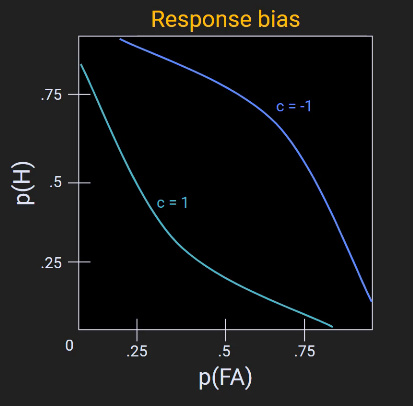 Response bias
.75
c = -1
p(H)
.5
c = 1
.25
0
.25
.5
.75
p(FA)